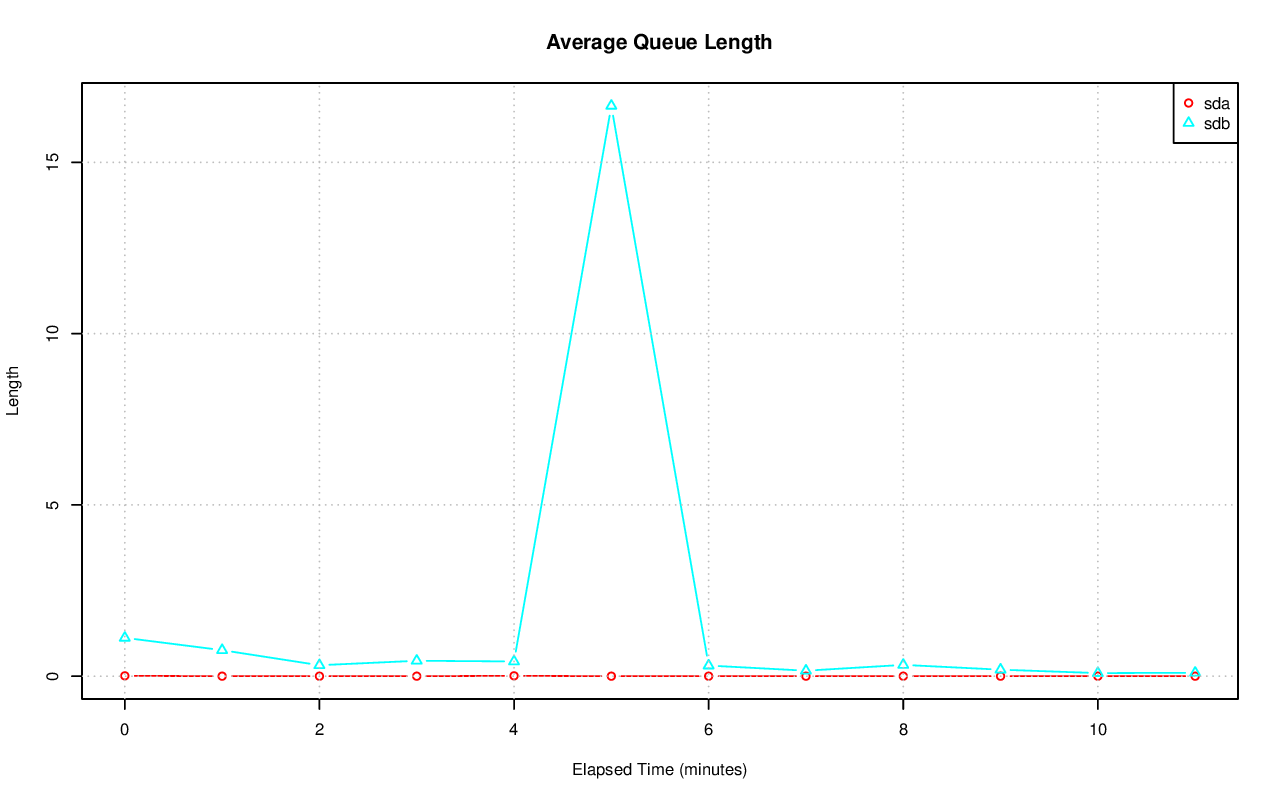 Average Queue Length
sda
sdb
15
10
5
0
Length
0 2 4 6 8 10
Elapsed Time (minutes)